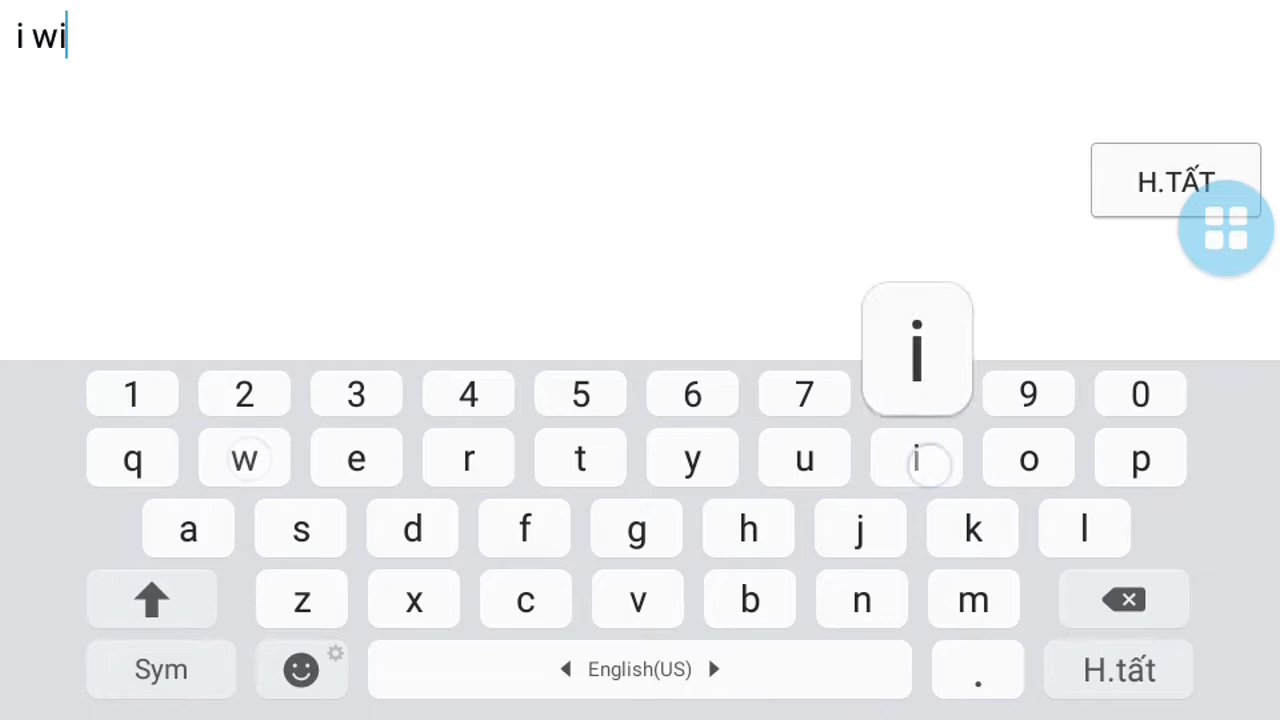 i wi
H.TẤT
i
1 2 3 4 5 6 7 9 0
q w e r t y u i o p
a s d f g h j k l
z x c v b n m
Sym English(US) . H.tất